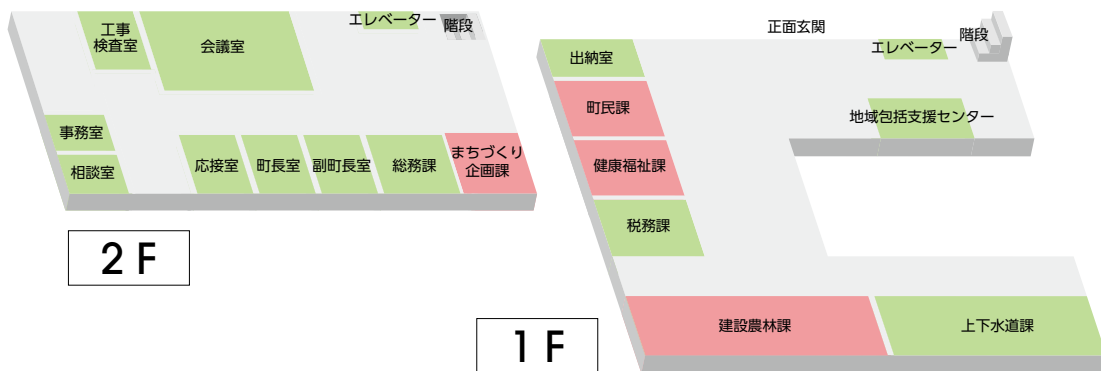 工事
検査室
会議室
エレベーター
階段
事務室
相談室
応接室
町長室
副町長室
総務課
まちづくり
企画課
2F
正面玄関
階段
エレベーター
出納室
町民課
地域包括支援センター
健康福祉課
税務課
建設農林課
上下水道課
1F